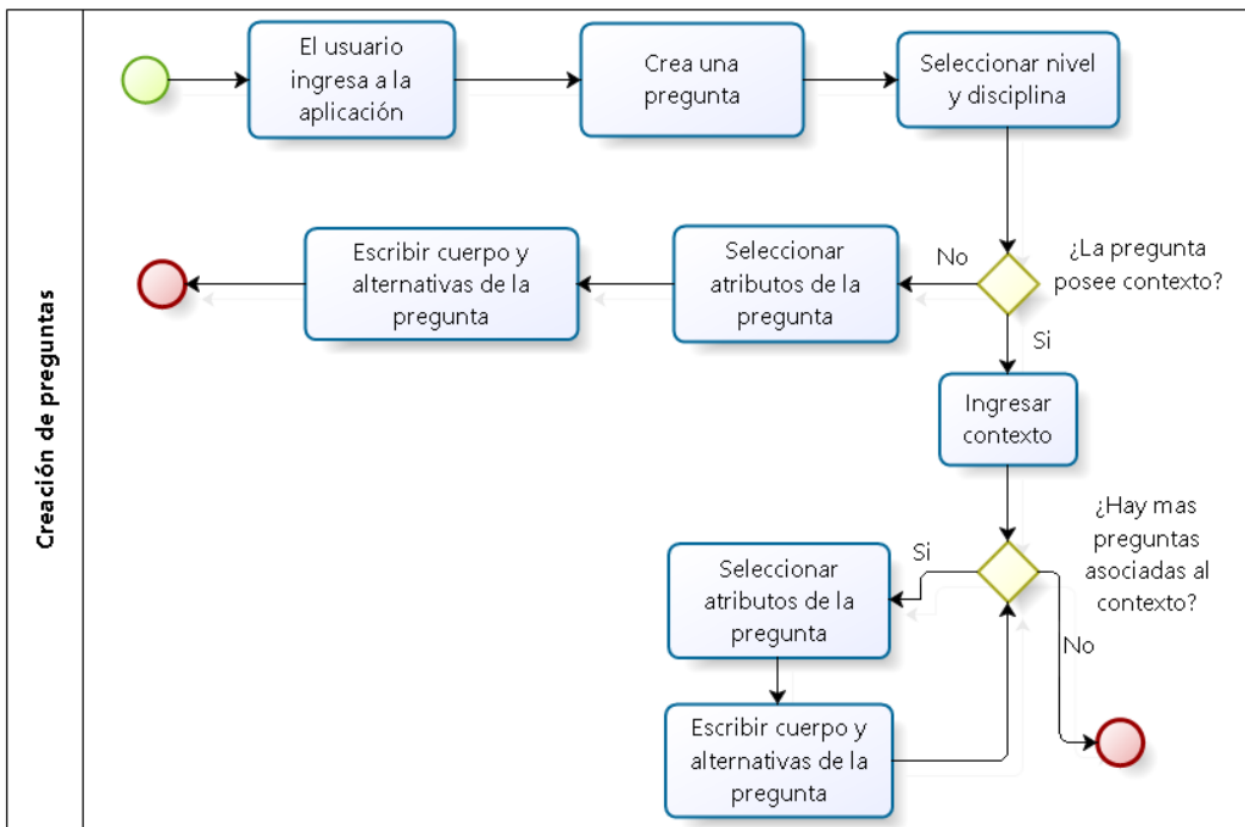 Creación de preguntas
El usuario
ingresa a la
aplicación
Crea una
pregunta
Seleccionar nivel
y disciplina
¿La pregunta
posee contexto?
No
Seleccionar
atributos de la
pregunta
Escribir cuerpo y
alternativas de la
pregunta
Si
Ingresar
contexto
¿Hay mas
preguntas
asociadas al
contexto?
Si
Seleccionar
atributos de la
pregunta
Escribir cuerpo y
alternativas de la
pregunta
No